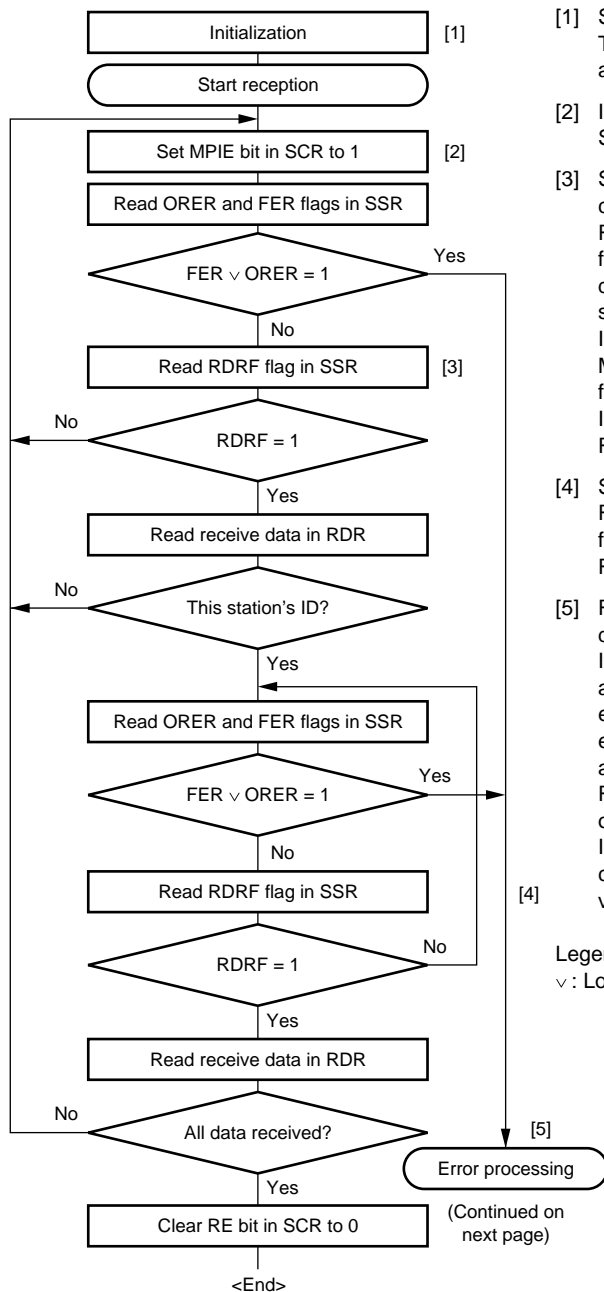 Initialization [1]
Start reception
Set MPIE bit in SCR to 1 [2]
Read ORER and FER flags in SSR
Yes
FER ∨ ORER = 1
No
Read RDRF flag in SSR [3]
No
RDRF = 1
Yes
Read receive data in RDR
No
This station's ID?
Yes
Read ORER and FER flags in SSR
Yes
FER ∨ ORER = 1
No
Read RDRF flag in SSR [4]
No
RDRF = 1
Yes
Read receive data in RDR
No
All data received?
[5]
Error processing
Yes
(Continued on
next page)
Clear RE bit in SCR to 0
<End>
[1] S
T
a
[2] I
S
[3] S
c
F
f
c
s
I
M
f
I
F
[4] S
F
f
F
[5] F
c
I
a
e
e
a
F
c
I
c
v
Lege
∨ : Lo